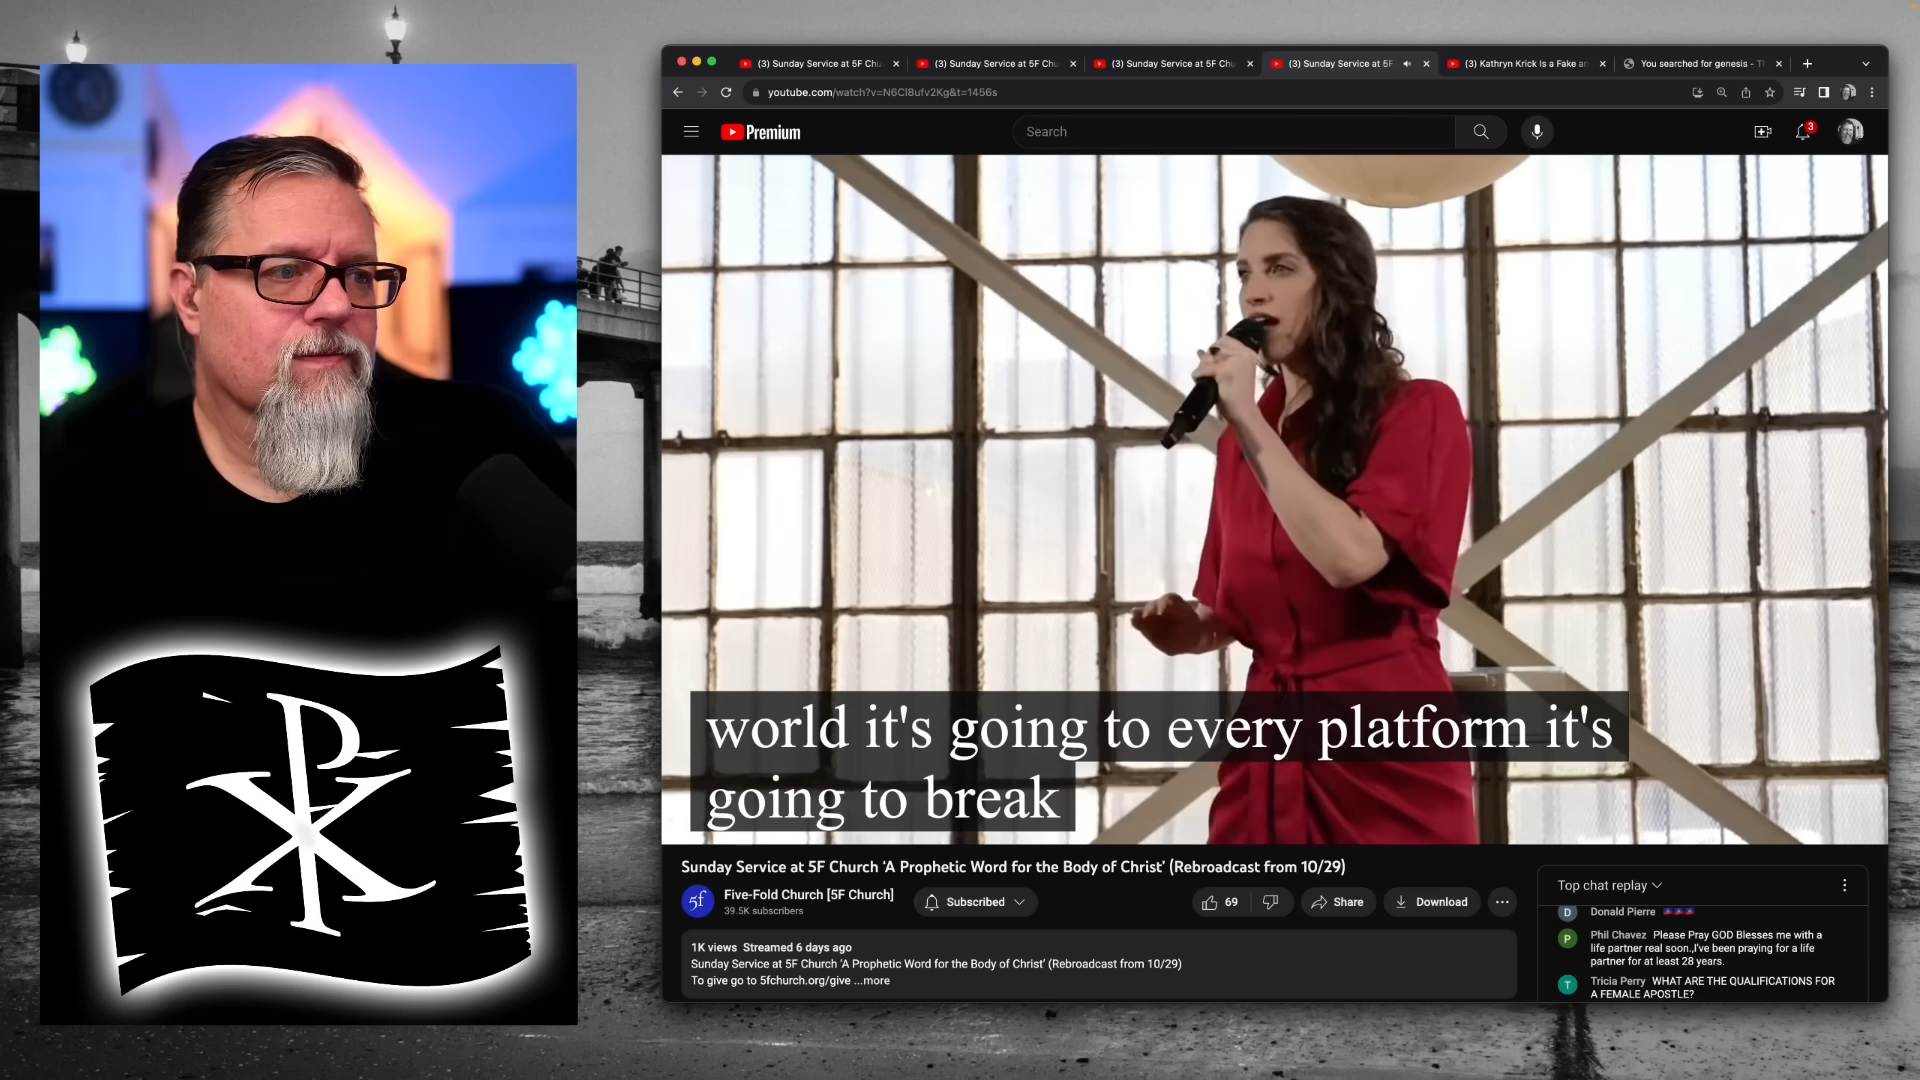 (3) Sunday Service at 5F Chu
(3) Sunday Service at 5F Chu
(3) Sunday Service at 5F Chu
(3) Sunday Service at 5F
(3) Kathryn Krick Is a Fake an
You searched for genesis - T
youtube.com/watch?v=N6Cl8ufv2Kg&t=1456s
Premium
Search
3
world it's going to every platform it's
going to break
Sunday Service at 5F Church 'A Prophetic Word for the Body of Christ' (Rebroadcast from 10/29)
5f
Five-Fold Church [5F Church]
39.5K subscribers
Subscribed
69
Share
Download
1K views Streamed 6 days ago
Sunday Service at 5F Church 'A Prophetic Word for the Body of Christ' (Rebroadcast from 10/29)
To give go to 5fchurch.org/give ...more
Top chat replay
D
Donald Pierre
P
Phil Chavez Please Pray GOD Blesses me with a
life partner real soon.,I've been praying for a life
partner for at least 28 years.
T
Tricia Perry WHAT ARE THE QUALIFICATIONS FOR
A FEMALE APOSTLE?